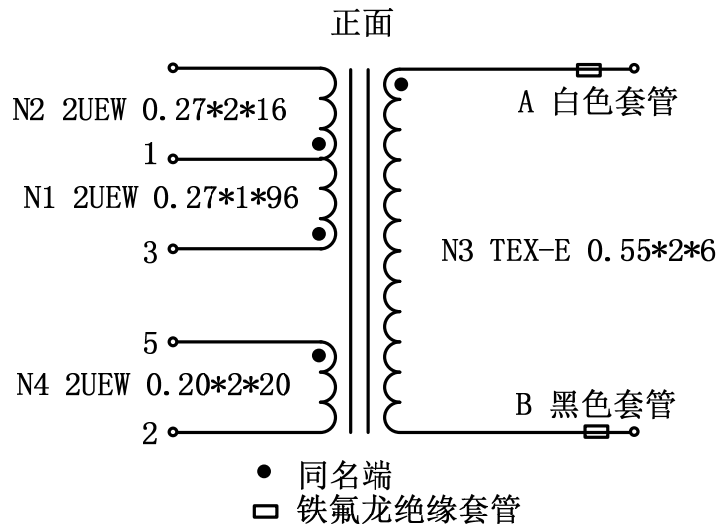 正面
N2 2UEW 0.27*2*16
A 白色套管
1
N1 2UEW 0.27*1*96
3
N3 TEX-E 0.55*2*6
5
N4 2UEW 0.20*2*20
B 黑色套管
2
同名端
铁氟龙绝缘套管